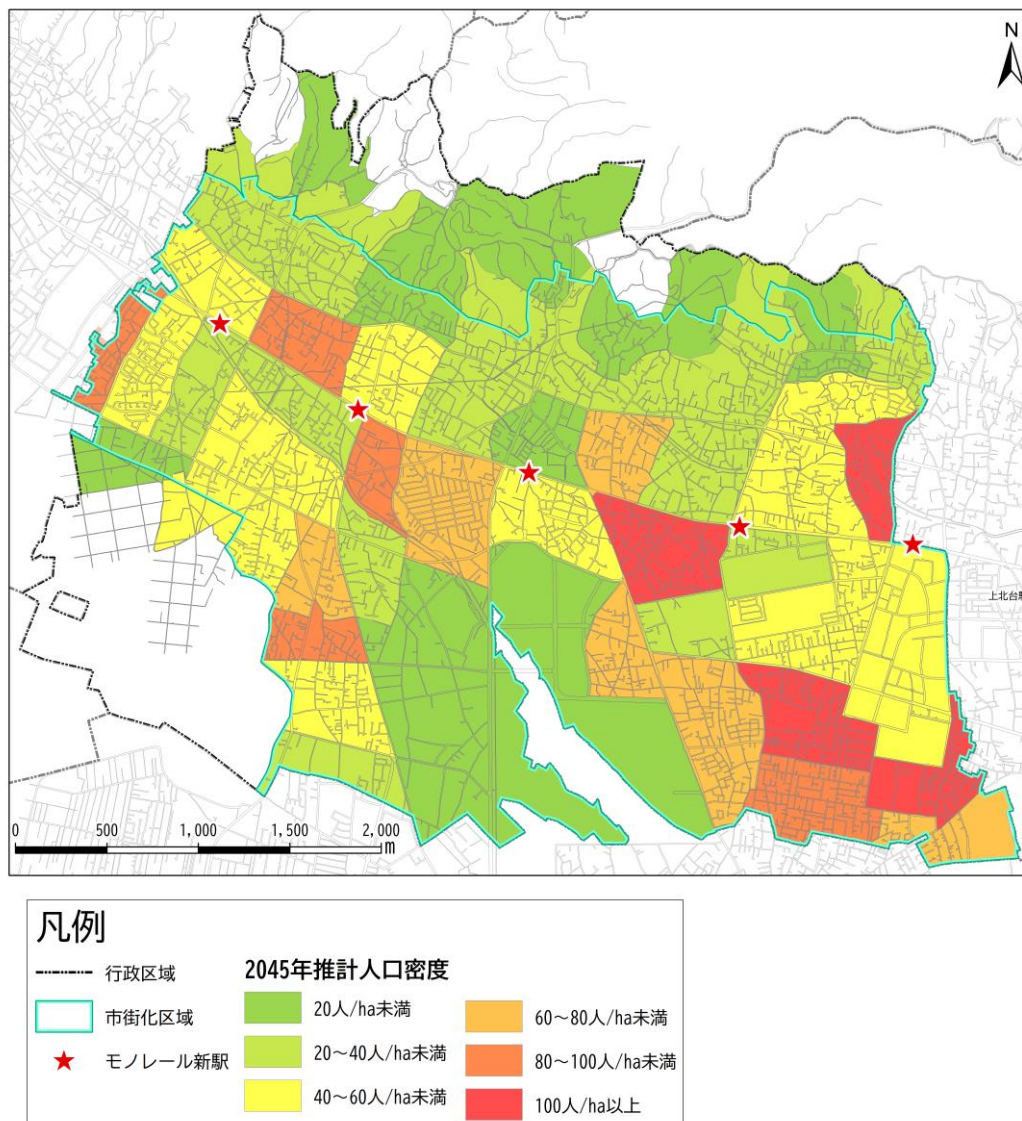 N
上北台駅
0 500 1,000 1,500 2,000
m
凡例
行政区域
市街化区域
モノレール新駅
2045年推計人口密度
20人/ha未満
20～40人/ha未満
40～60人/ha未満
60～80人/ha未満
80～100人/ha未満
100人/ha以上